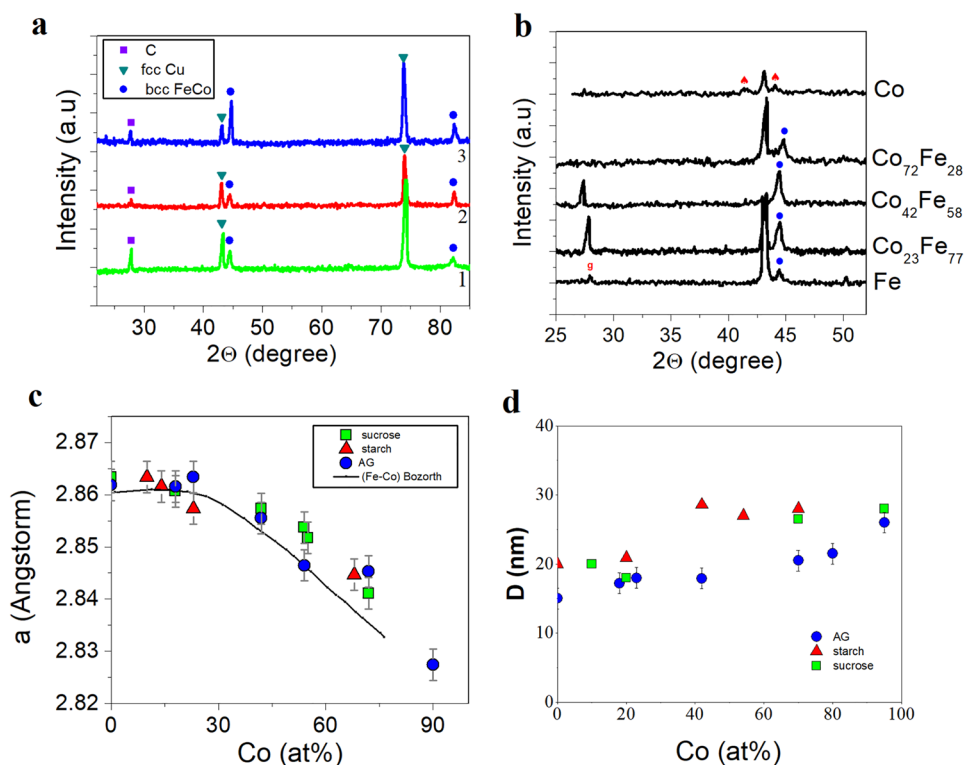 a
Intensity (a.u)
C
fcc Cu
bcc FeCo
3
2
1
30 40 50 60 70 80
2Θ (degree)
b
Intensity (a.u)
Co
Co72Fe28
Co42Fe58
Co23Fe77
g
Fe
25 30 35 40 45 50
2Θ (degree)
c
a (Angstorm)
2.87
2.86
2.85
2.84
2.83
2.82
sucrose
starch
AG
(Fe-Co) Bozorth
0 30 60 90
Co (at%)
d
D (nm)
40
30
20
10
0
AG
starch
sucrose
0 20 40 60 80 100
Co (at%)